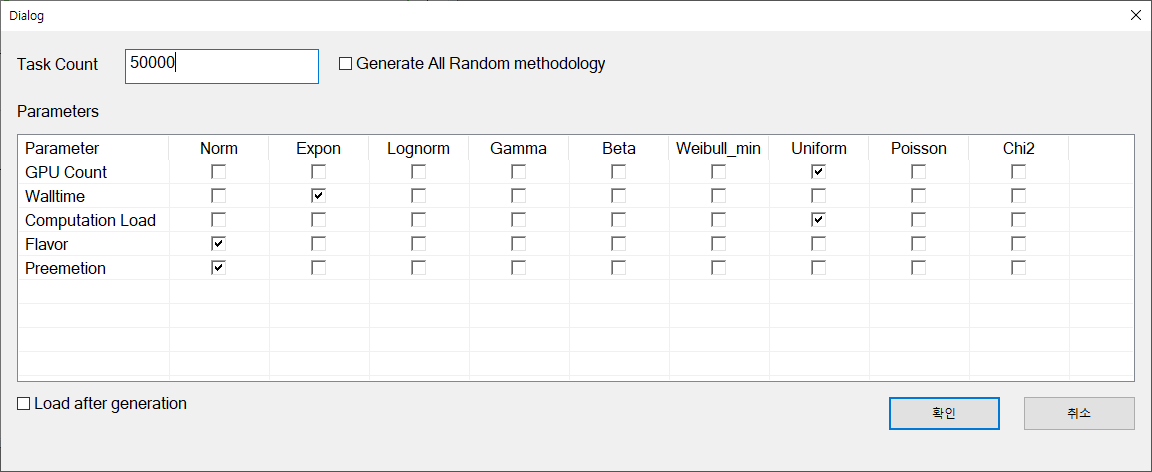 Dialog
Task Count 50000 Generate All Random methodology
Parameters
Parameter Norm Expon Lognorm Gamma Beta Weibull_min Uniform Poisson Chi2
GPU Count
Walltime
Computation Load
Flavor
Preemetion
Load after generation 확인 취소